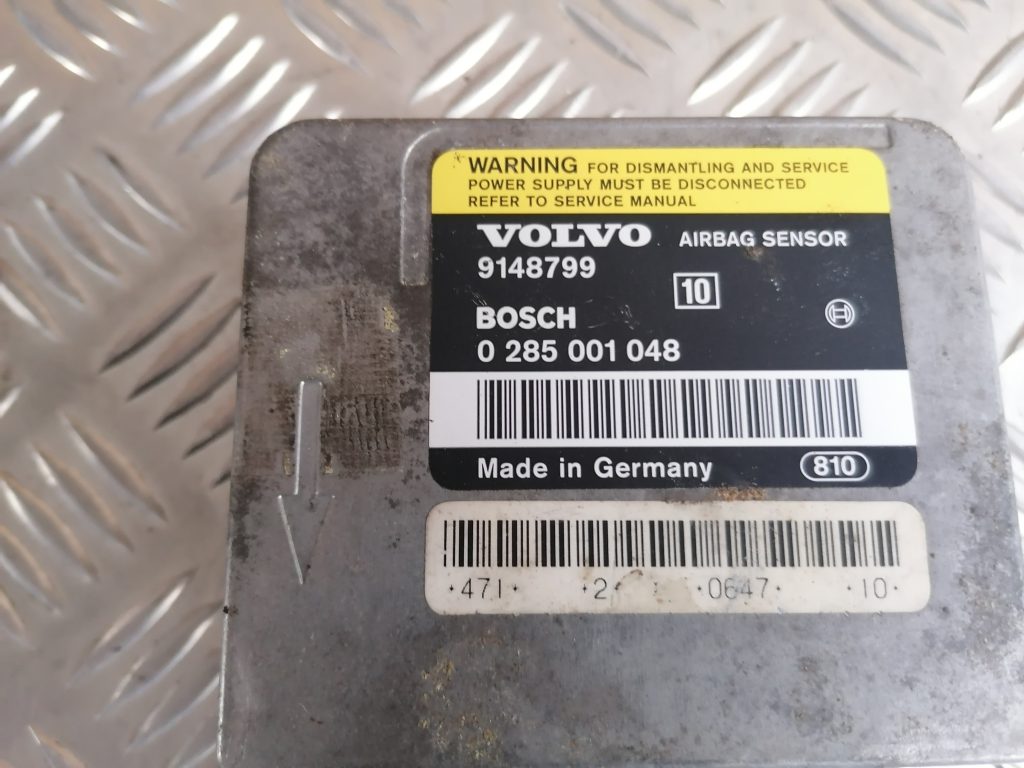 WARNING FOR DISMANTLING AND SERVICE
POWER SUPPLY MUST BE DISCONNECTED
REFER TO SERVICE MANUAL
VOLVO AIRBAG SENSOR
9148799
10
BOSCH
0 285 001 048
Made in Germany 810
·471· ·2· ·0647· ·10·